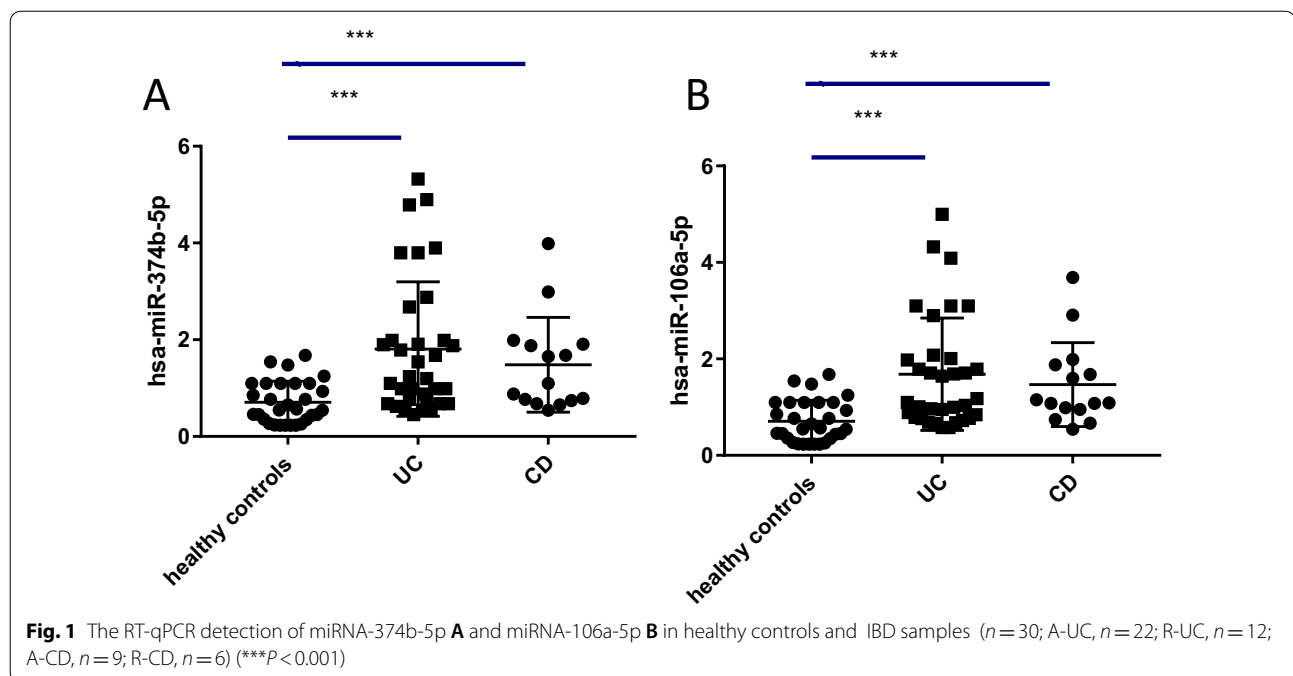 ***
***
A
B
***
***
hsa-miR-374b-5p
6
4
2
0
healthy controls
UC
CD
hsa-miR-106a-5p
6
4
2
0
healthy controls
UC
CD
Fig. 1 The RT-qPCR detection of miRNA-374b-5p A and miRNA-106a-5p B in healthy controls and IBD samples (n = 30; A-UC, n = 22; R-UC, n = 12;
A-CD, n = 9; R-CD, n = 6) (***P < 0.001)